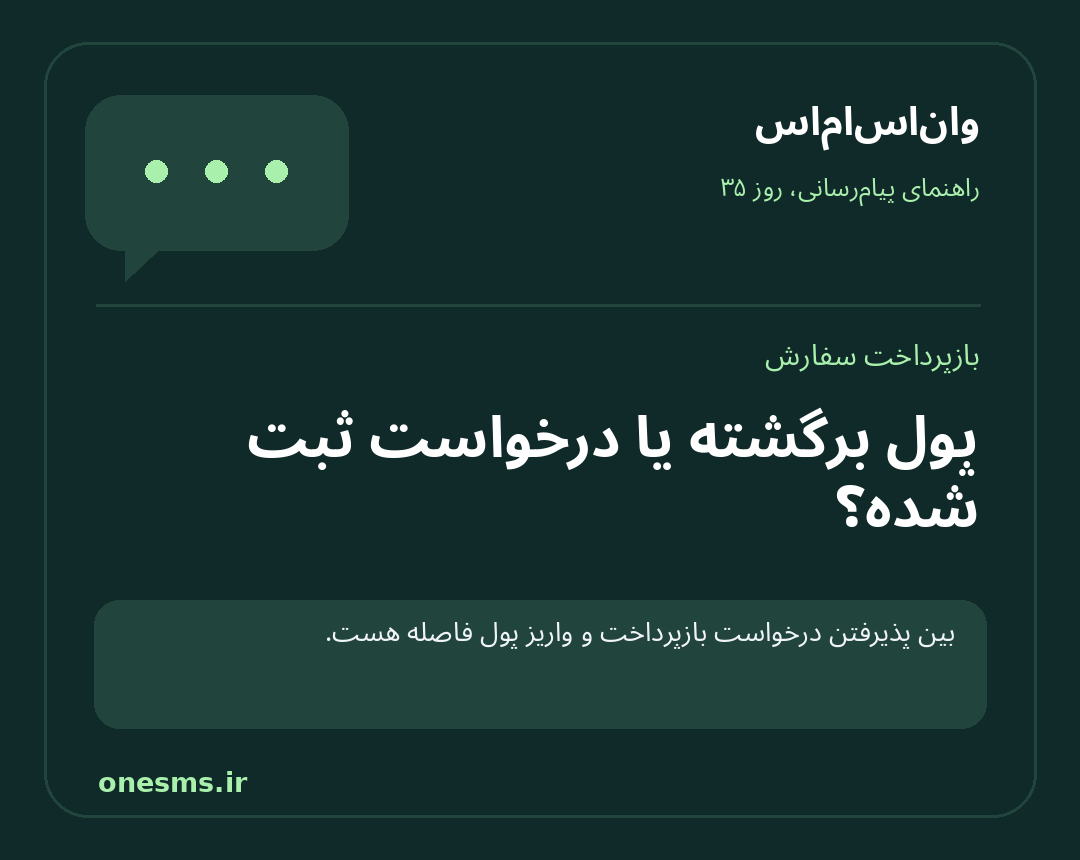 وان‌اس‌ام‌اس
راهنمای پیام‌رسانی، روز ۳۵
بازپرداخت سفارش
پول برگشته یا درخواست ثبت
شده؟
بین پذیرفتن درخواست بازپرداخت و واریز پول فاصله هست.
onesms.ir